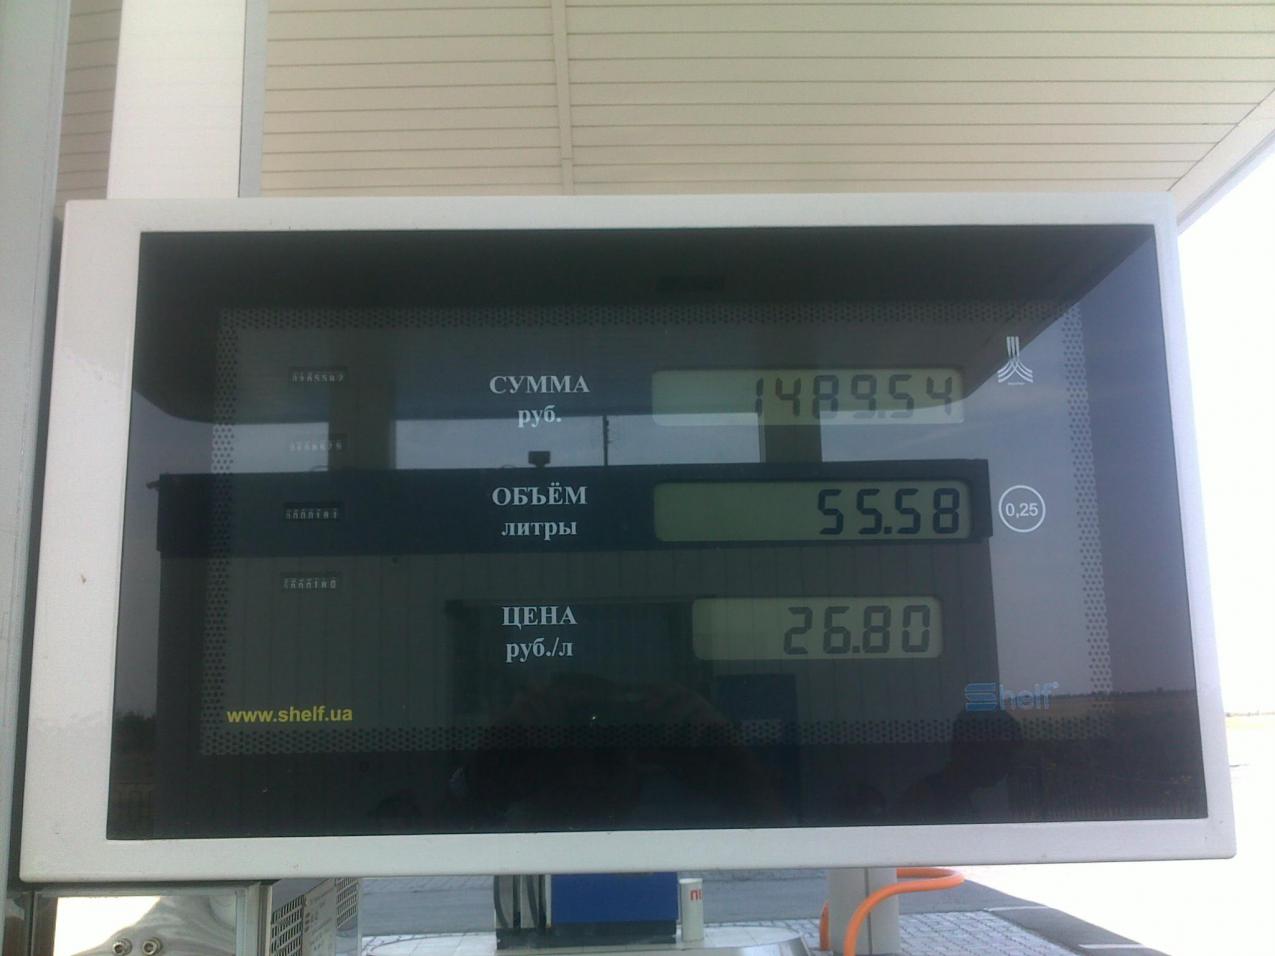 СУММА
руб.
1489.54
ОБЪЁМ
литры
55.58
0,25
ЦЕНА
руб./л
26.80
www.shelf.ua
Shelf